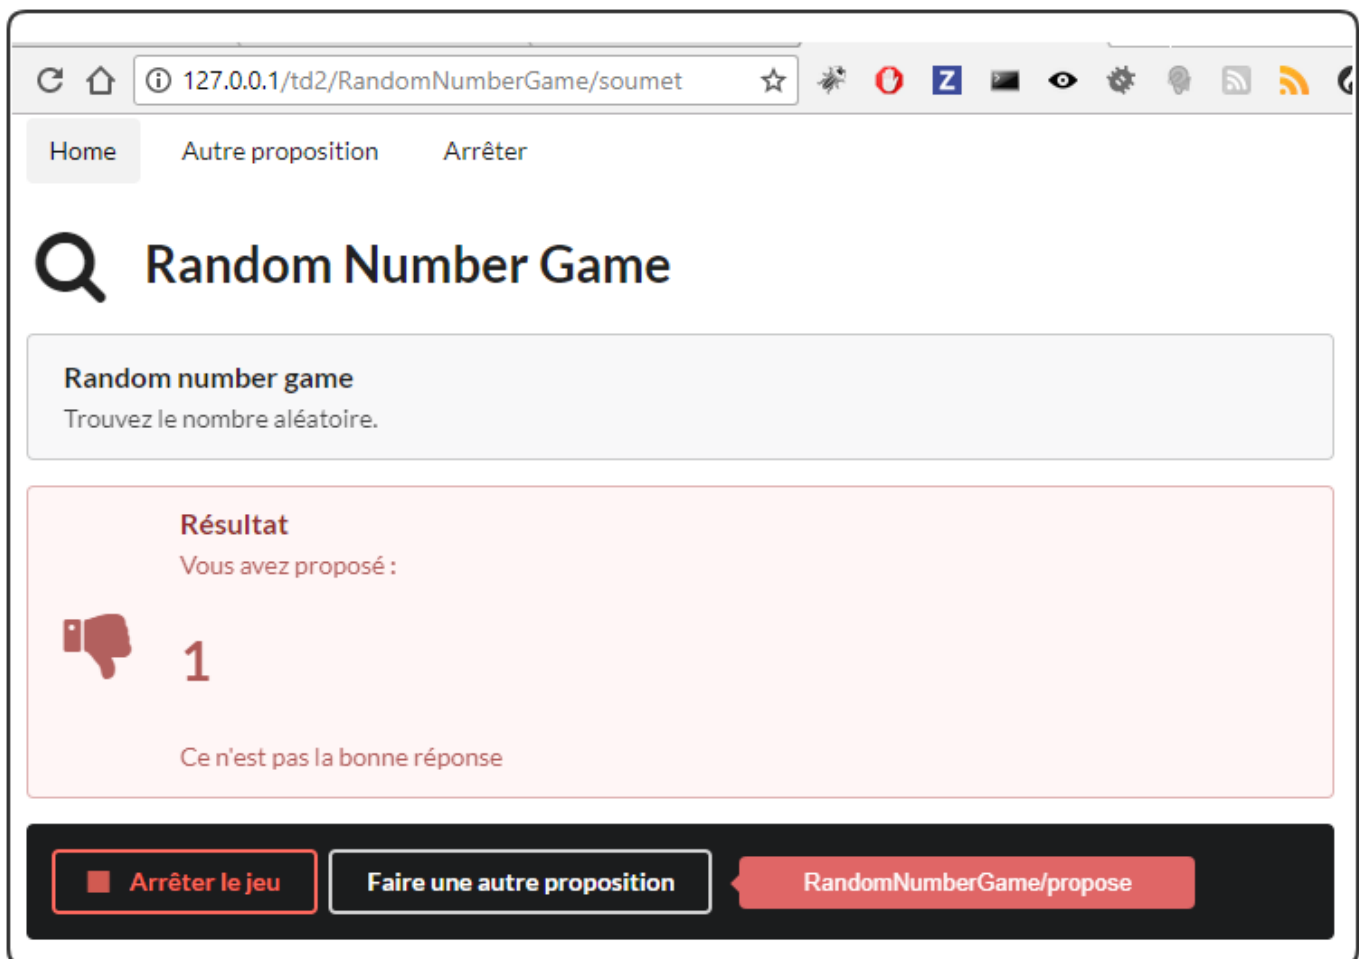 127.0.0.1/td2/RandomNumberGame/soumet
Z
Home Autre proposition Arrêter
Random Number Game
Random number game
Trouvez le nombre aléatoire.
Résultat
Vous avez proposé :
1
Ce n'est pas la bonne réponse
Arrêter le jeu Faire une autre proposition RandomNumberGame/propose